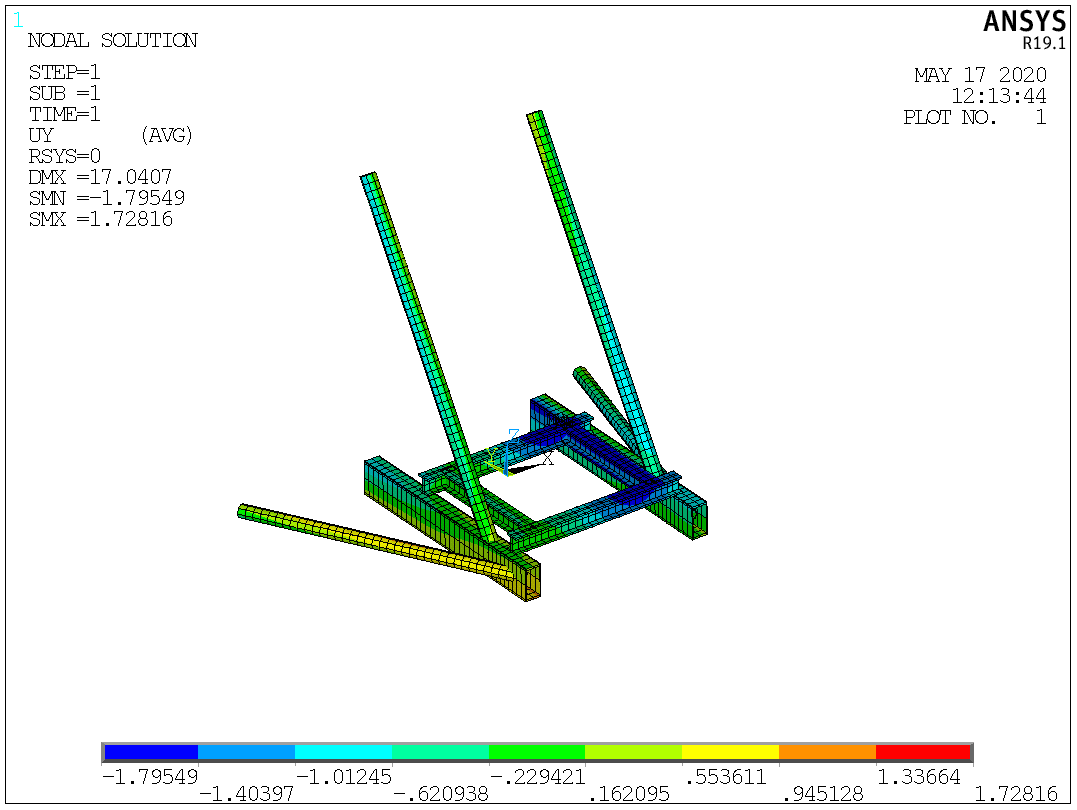 1
NODAL SOLUTION
STEP=1
SUB =1
TIME=1
UY (AVG)
RSYS=0
DMX =17.0407
SMN =-1.79549
SMX =1.72816
ANSYS
R19.1
MAY 17 2020
12:13:44
PLOT NO. 1
Z
Y
X
-1.79549 -1.01245 -.229421 .553611 1.33664
-1.40397 -.620938 .162095 .945128 1.72816